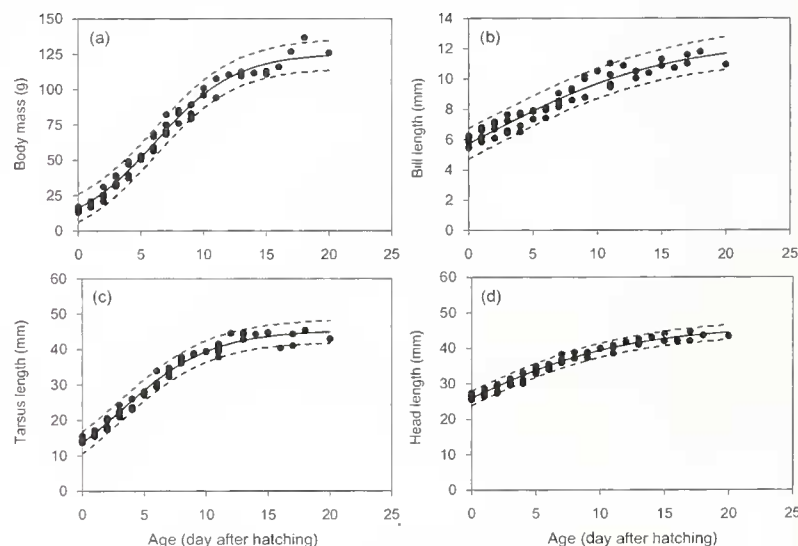 (a)
Body mass (g)
150
125
100
75
50
25
0
0 5 10 15 20 25
(b)
Bill length (mm)
14
12
10
8
6
4
2
0
0 5 10 15 20 25
(c)
Tarsus length (mm)
60
50
40
30
20
10
0
0 5 10 15 20 25
Age (day after hatching)
(d)
Head length (mm)
60
50
40
30
20
10
0
0 5 10 15 20 25
Age (day after hatching)